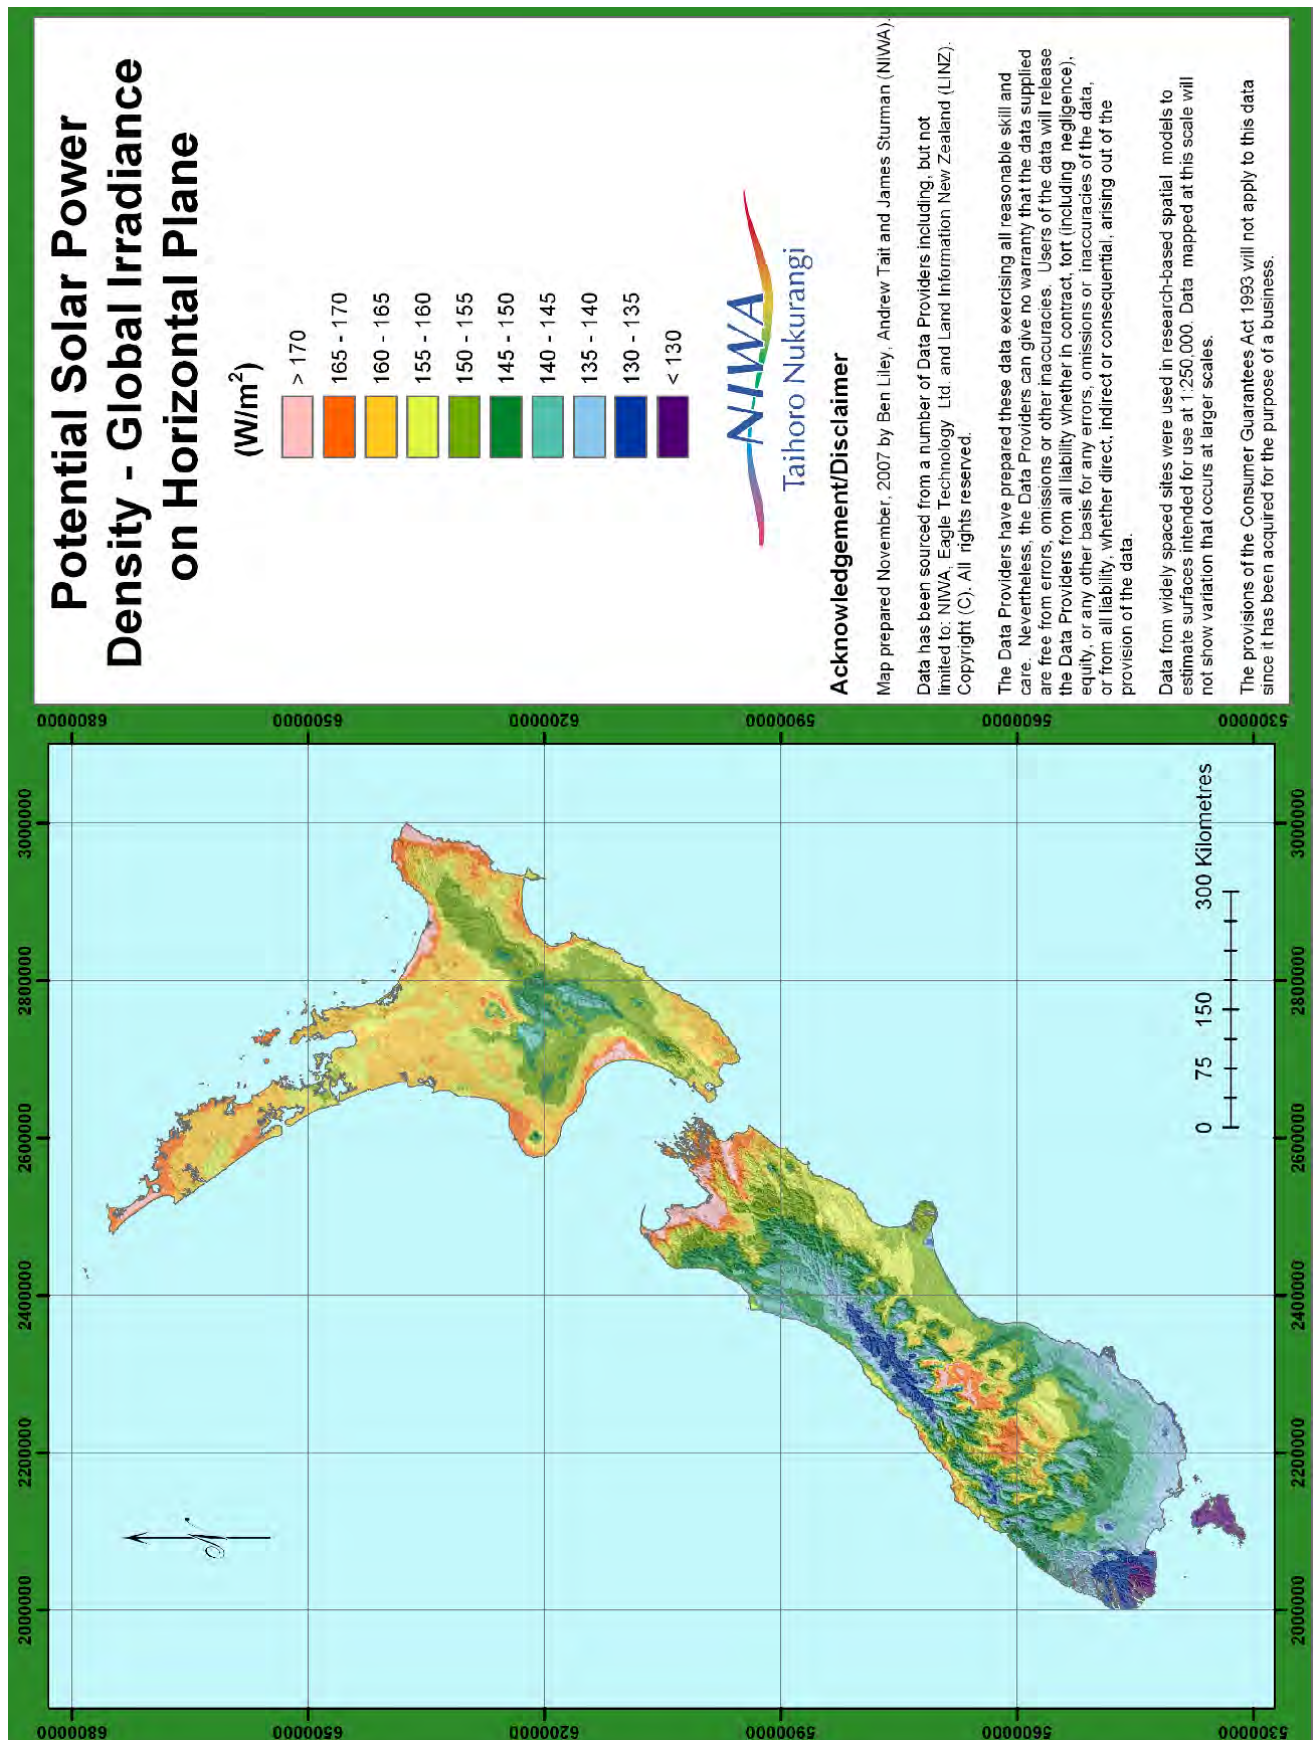 2000000 2200000 2400000 2600000 2800000 3000000
6800000 6800000
6500000 6500000
6200000 6200000
5900000 5900000
5600000 5600000
5300000 5300000
2000000 2200000 2400000 2600000 2800000 3000000
0 75 150 300 Kilometres
Potential Solar Power
Density - Global Irradiance
on Horizontal Plane
(W/m²)
> 170
165 - 170
160 - 165
155 - 160
150 - 155
145 - 150
140 - 145
135 - 140
130 - 135
< 130
NIWA
Taihoro Nukurangi
Acknowledgement/Disclaimer
Map prepared November, 2007 by Ben Liley, Andrew Tait and James Sturman (NIWA).
Data has been sourced from a number of Data Providers including, but not
limited to: NIWA, Eagle Technology Ltd. and Land Information New Zealand (LINZ).
Copyright (C). All rights reserved.
The Data Providers have prepared these data exercising all reasonable skill and
care. Nevertheless, the Data Providers can give no warranty that the data supplied
are free from errors, omissions or other inaccuracies. Users of the data will release
the Data Providers from all liability whether in contract, tort (including negligence),
equity, or any other basis for any errors, omissions or inaccuracies of the data,
or from all liability, whether direct, indirect or consequential, arising out of the
provision of the data.
Data from widely spaced sites were used in research-based spatial models to
estimate surfaces intended for use at 1:250,000. Data mapped at this scale will
not show variation that occurs at larger scales.
The provisions of the Consumer Guarantees Act 1993 will not apply to this data
since it has been acquired for the purpose of a business.